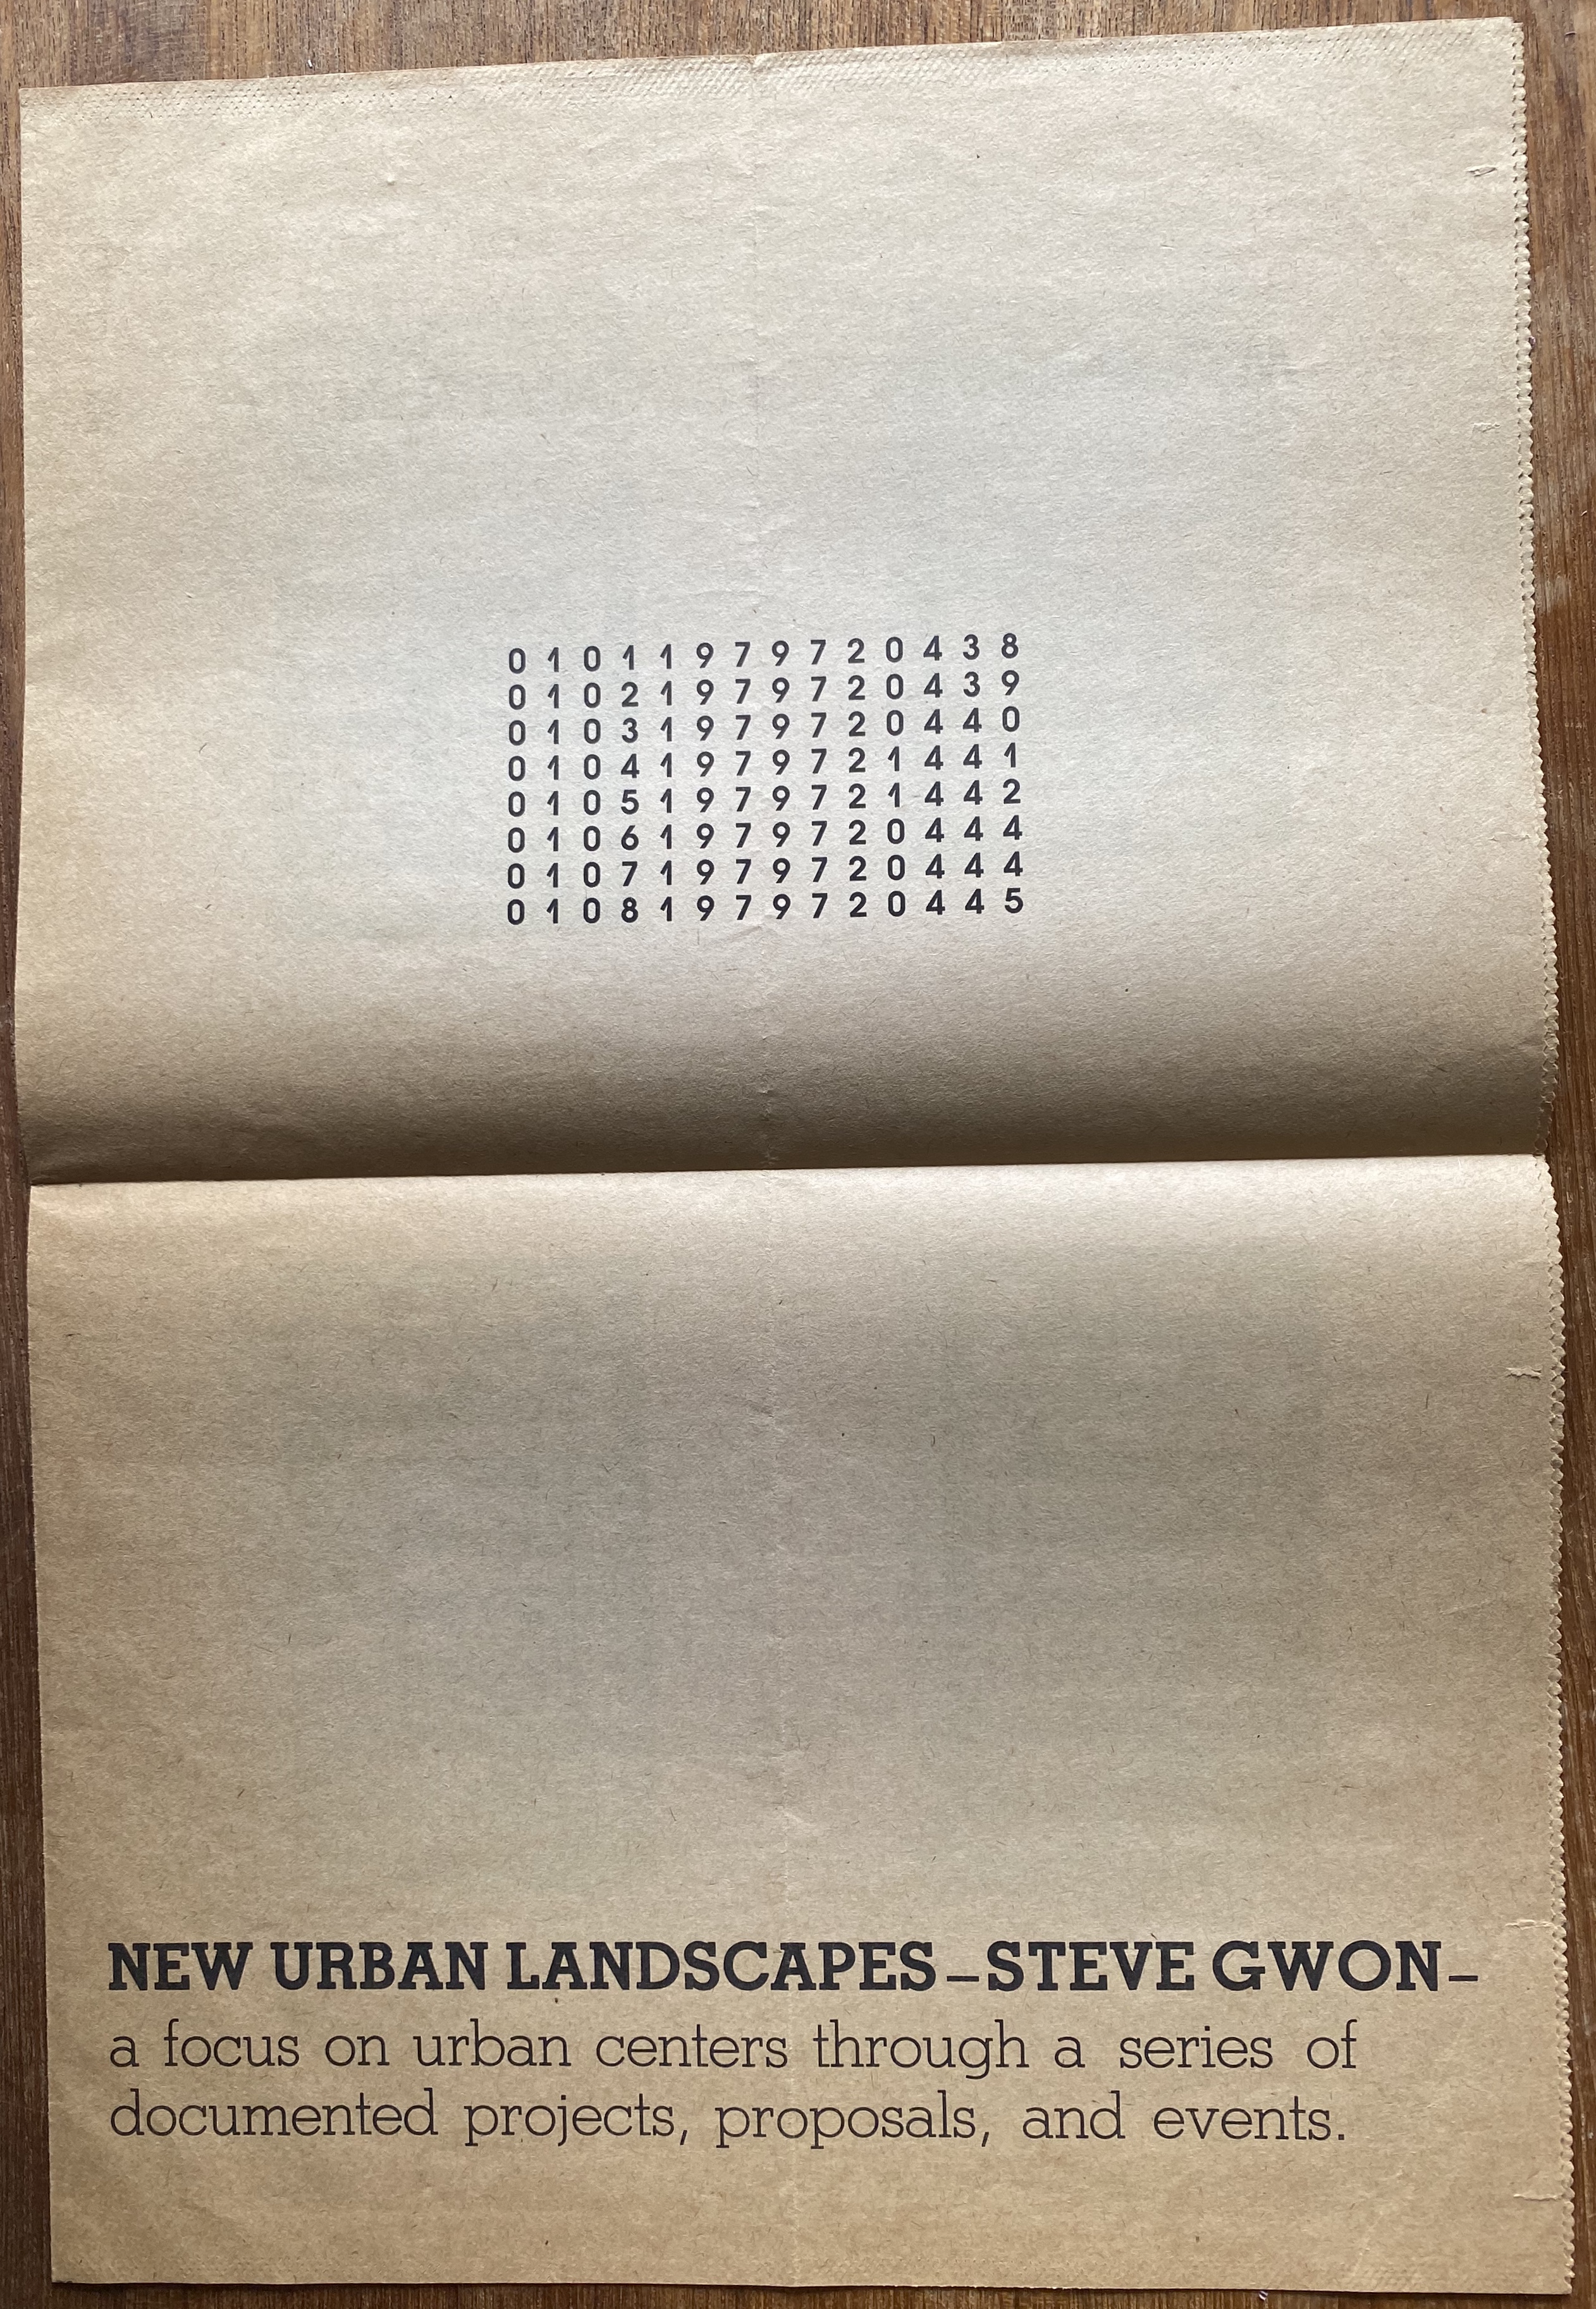 0 1 0 1 1 9 7 9 7 2 0 4 3 8
0 1 0 2 1 9 7 9 7 2 0 4 3 9
0 1 0 3 1 9 7 9 7 2 0 4 4 0
0 1 0 4 1 9 7 9 7 2 1 4 4 1
0 1 0 5 1 9 7 9 7 2 1 4 4 2
0 1 0 6 1 9 7 9 7 2 0 4 4 4
0 1 0 7 1 9 7 9 7 2 0 4 4 4
0 1 0 8 1 9 7 9 7 2 0 4 4 5
NEW URBAN LANDSCAPES–STEVE GWON–
a focus on urban centers through a series of
documented projects, proposals, and events.